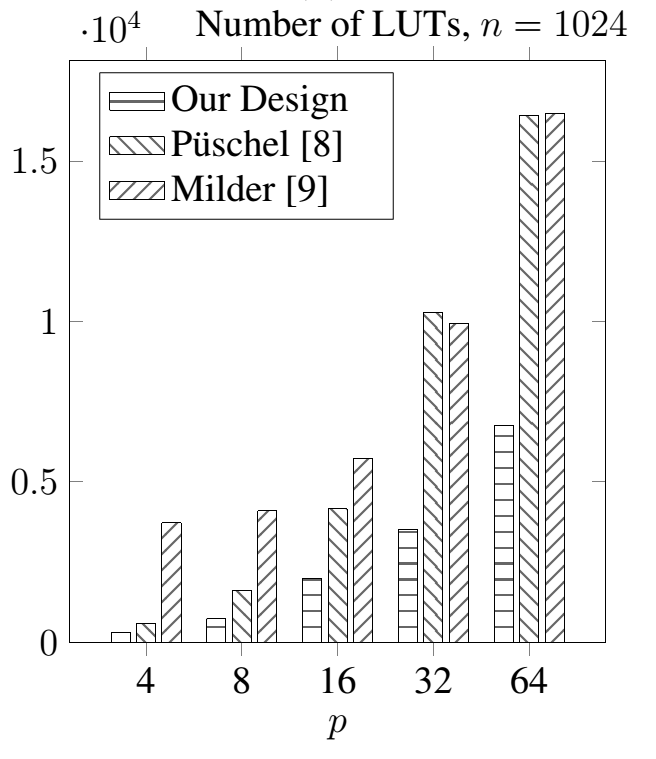 ·10⁴ Number of LUTs, n = 1024
Our Design
Püschel [8]
Milder [9]
1.5
1
0.5
0
4 8 16 32 64
p